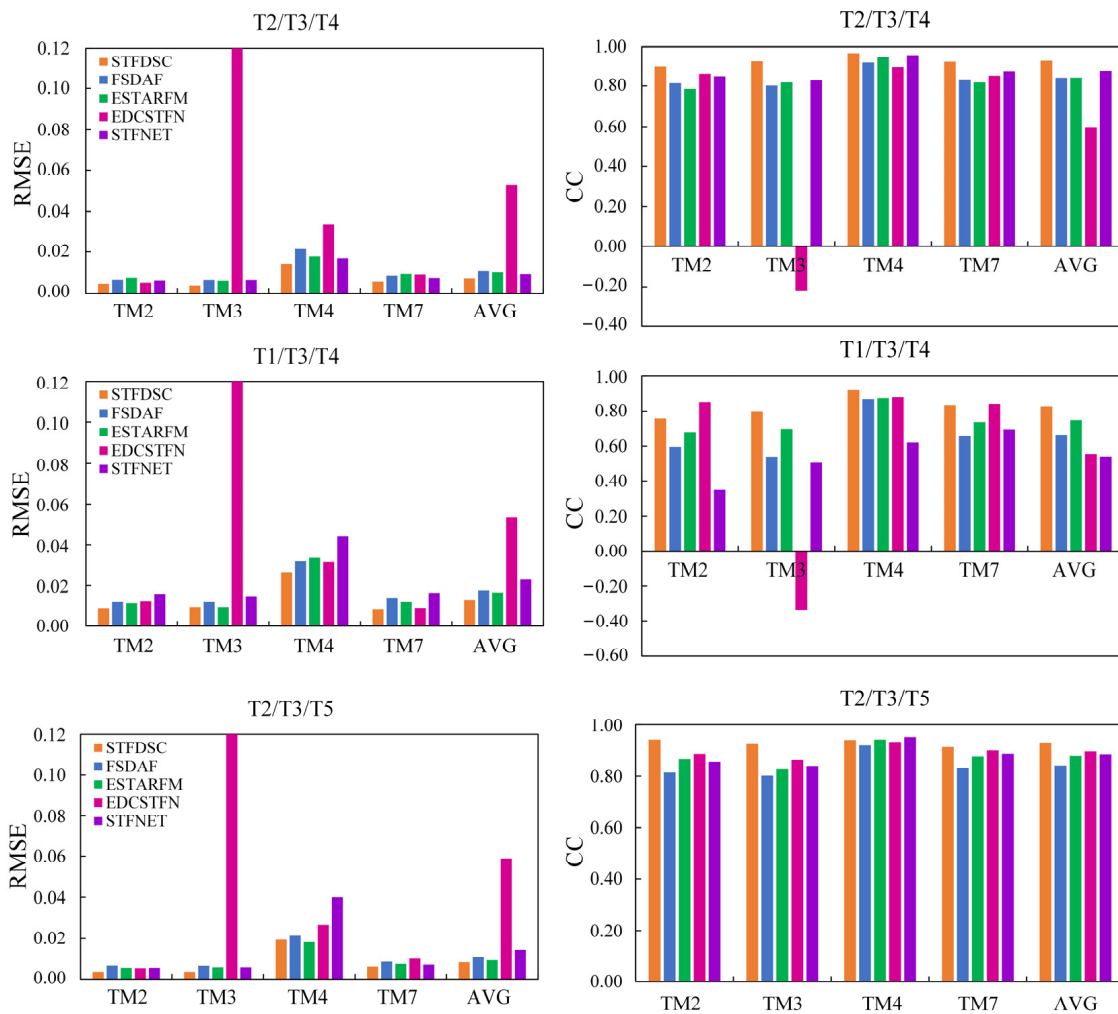 T2/T3/T4
0.12
0.10
0.08
0.06
0.04
0.02
0.00
RMSE
STFDSC
FSDAF
ESTARFM
EDCSTFN
STFNET
TM2 TM3 TM4 TM7 AVG
T2/T3/T4
1.00
0.80
0.60
0.40
0.20
0.00
−0.20
−0.40
CC
TM2 TM3 TM4 TM7 AVG
T1/T3/T4
0.12
0.10
0.08
0.06
0.04
0.02
0.00
RMSE
STFDSC
FSDAF
ESTARFM
EDCSTFN
STFNET
TM2 TM3 TM4 TM7 AVG
T1/T3/T4
1.00
0.80
0.60
0.40
0.20
0.00
−0.20
−0.40
−0.60
CC
TM2 TM3 TM4 TM7 AVG
T2/T3/T5
0.12
0.10
0.08
0.06
0.04
0.02
0.00
RMSE
STFDSC
FSDAF
ESTARFM
EDCSTFN
STFNET
TM2 TM3 TM4 TM7 AVG
T2/T3/T5
1.00
0.80
0.60
0.40
0.20
0.00
CC
TM2 TM3 TM4 TM7 AVG